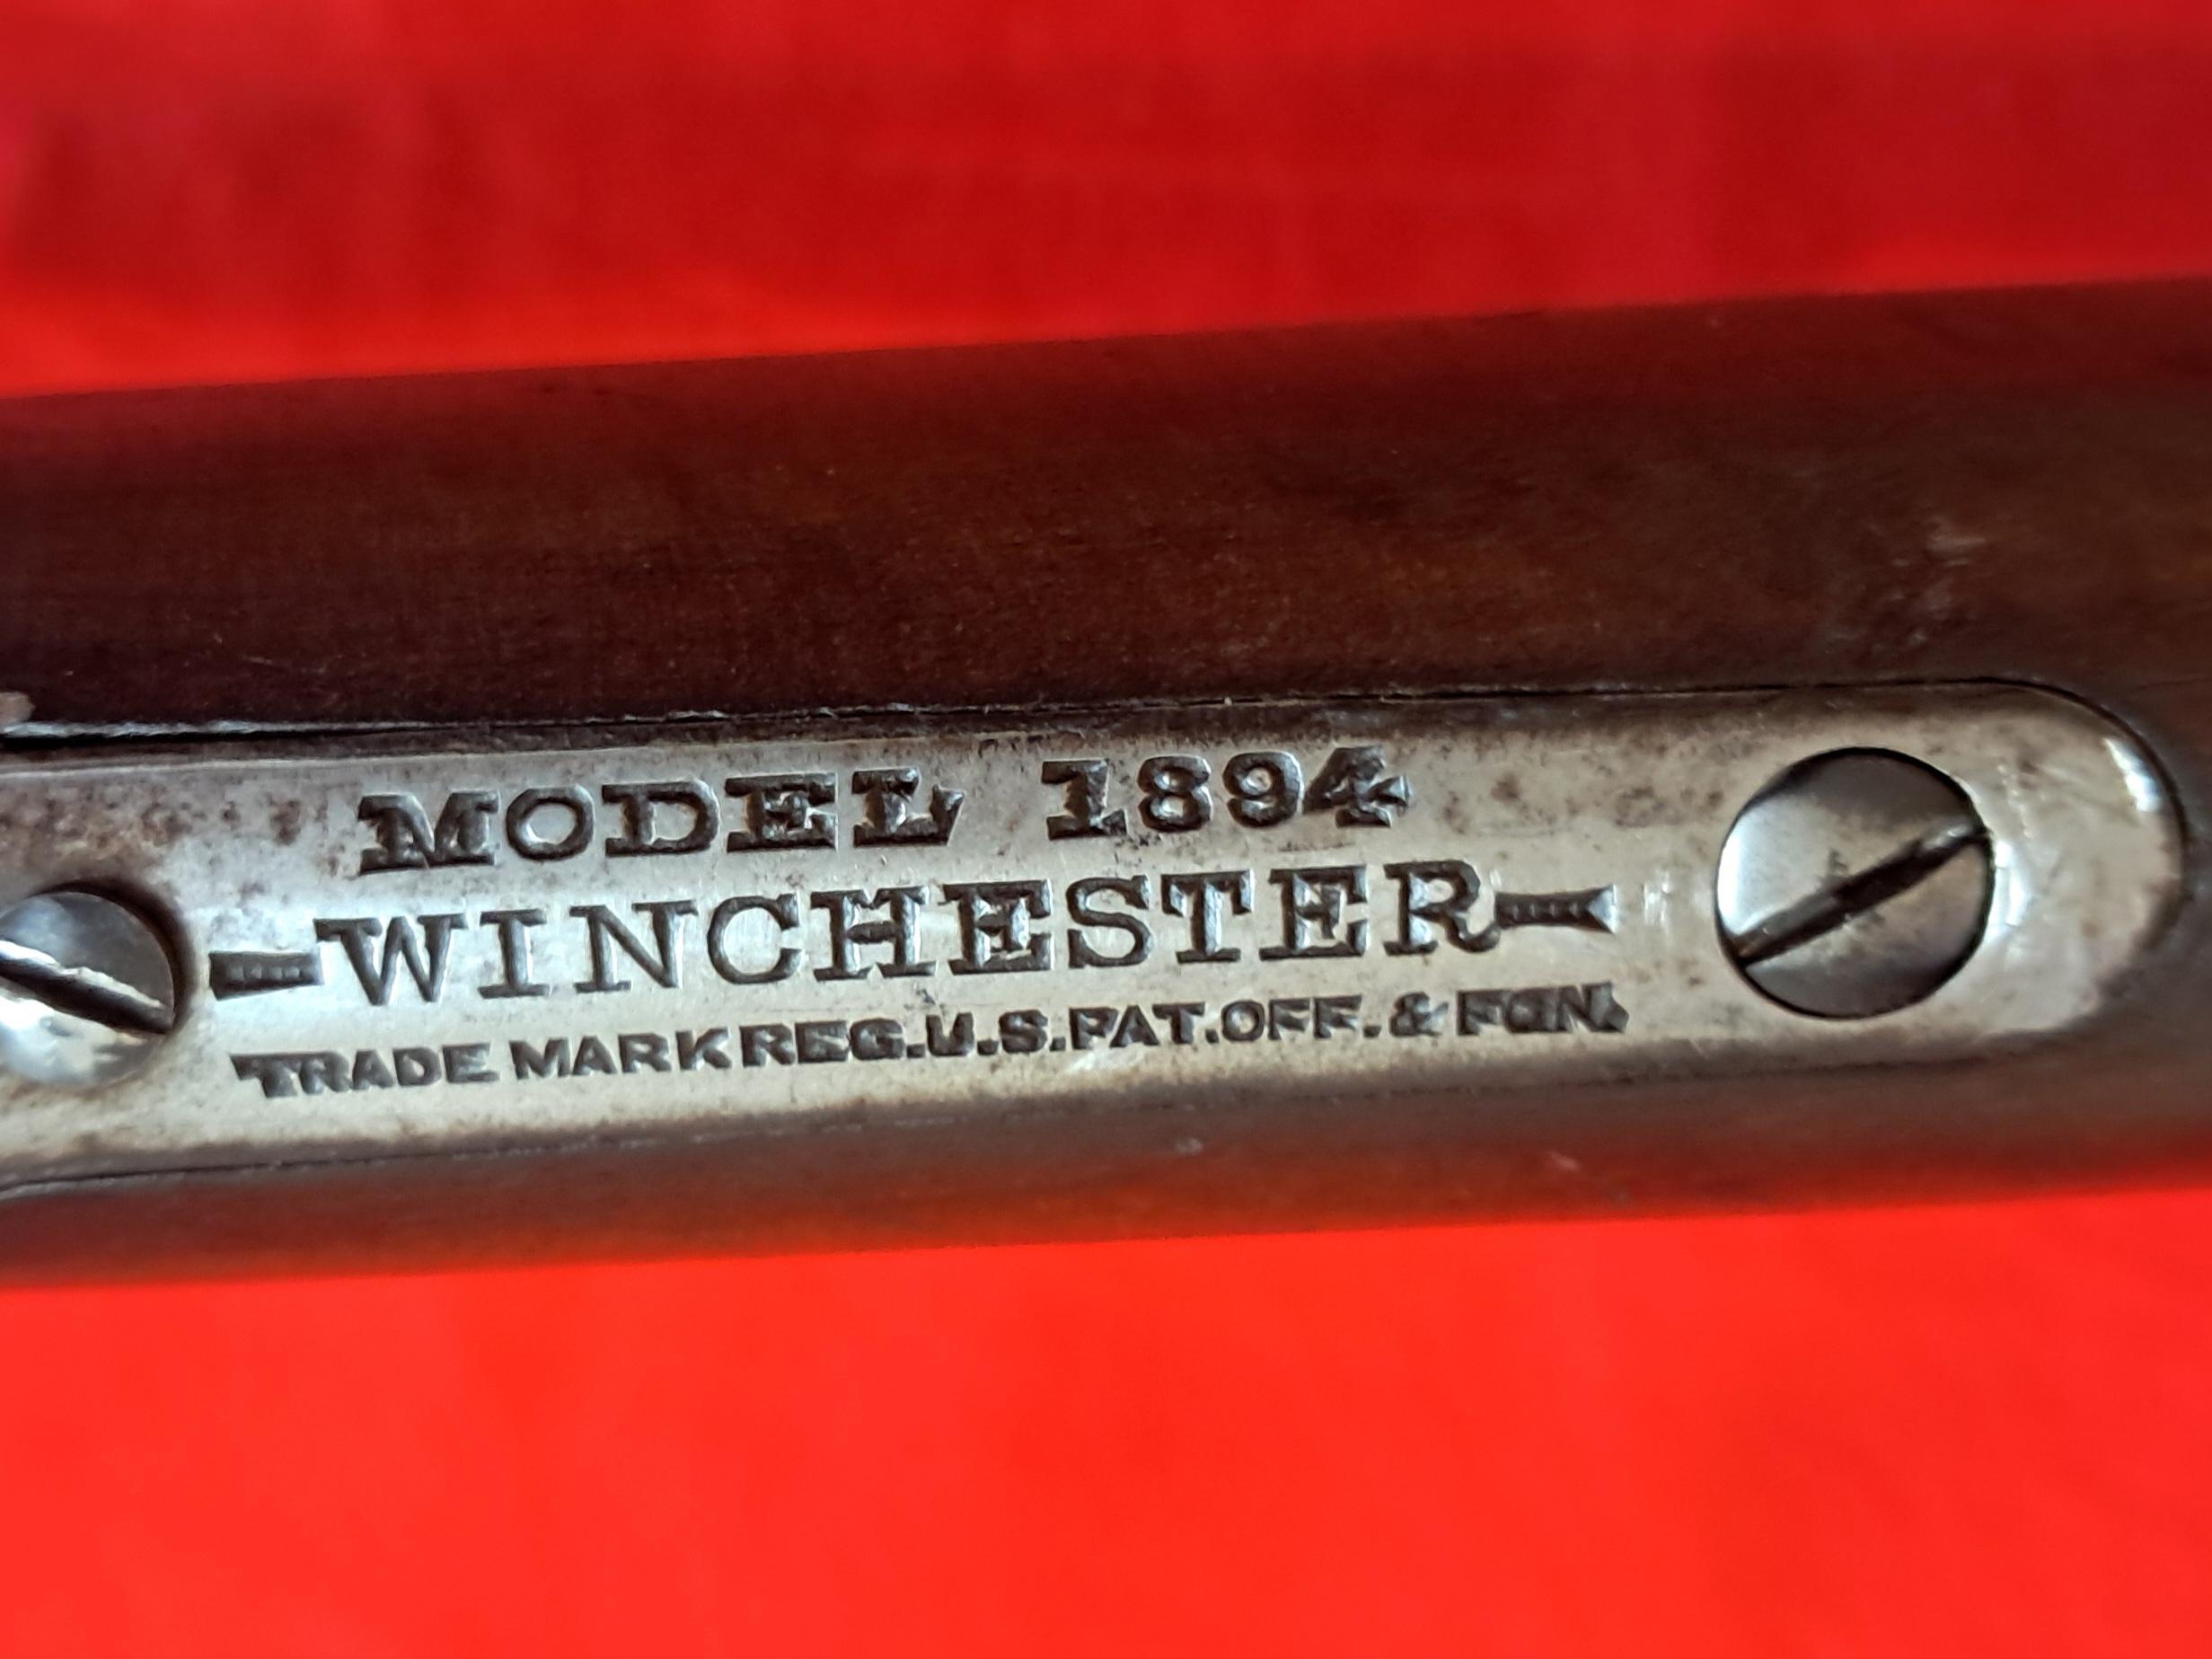 MODEL 1894
-WINCHESTER-
TRADE MARK REG.U.S.PAT.OFF.& FGN.